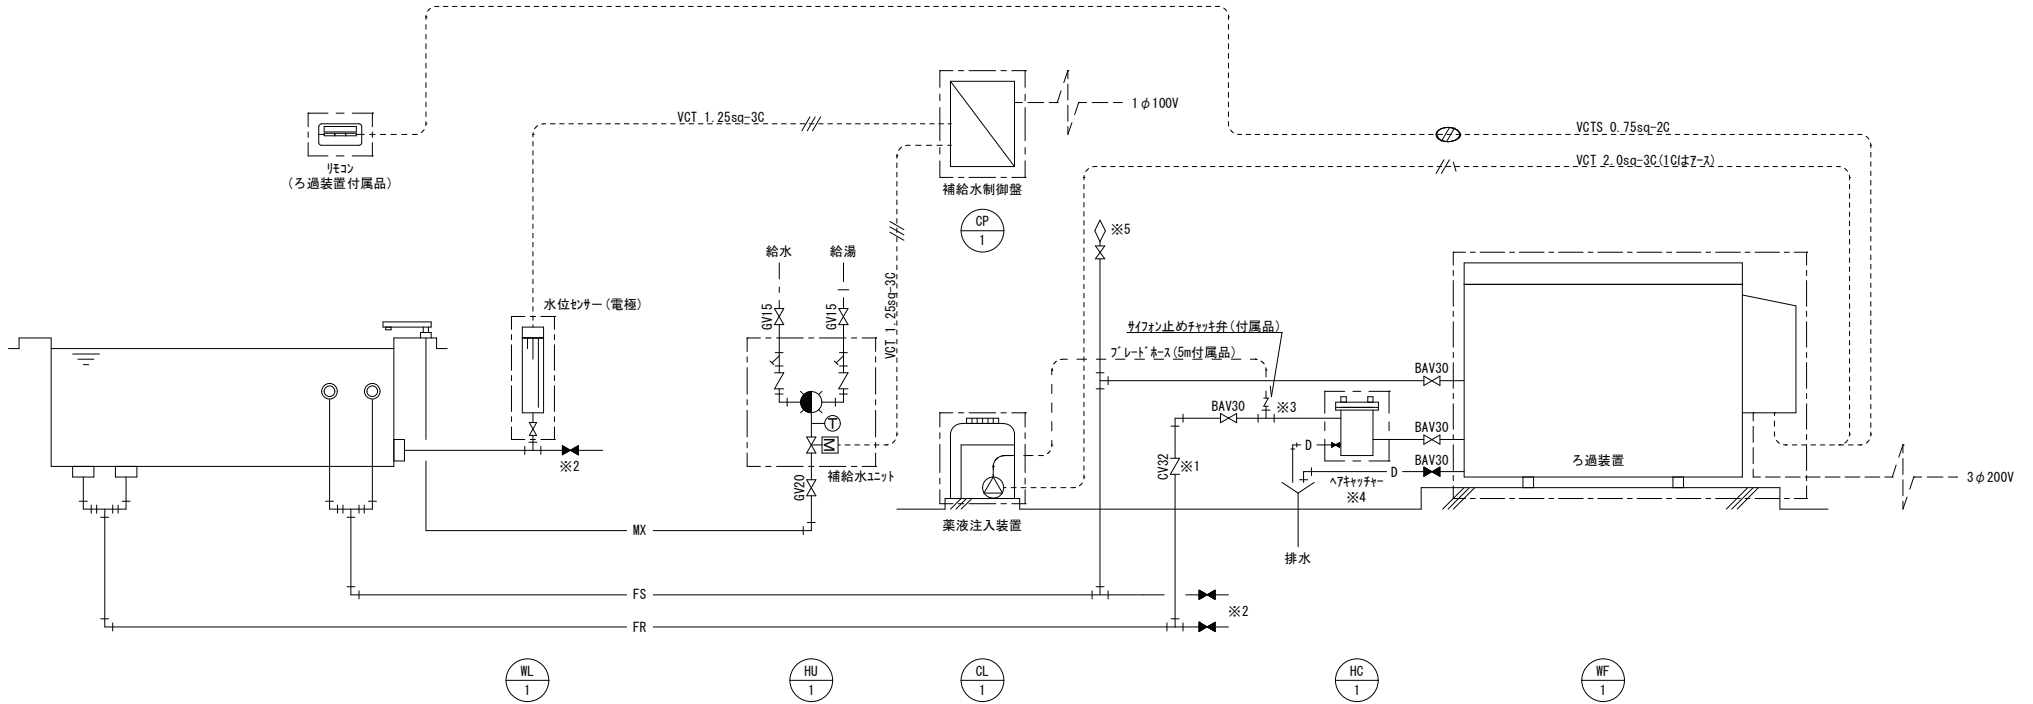 1φ100V
VCT 1.25sq-3C
VCTS 0.75sq-2C
VCT 2.0sq-3C(1Cはアース)
リモコン
(ろ過装置付属品)
補給水制御盤
CP
1
※5
給水
給湯
GV15
GV15
VCT 1.25sq-3C
水位センサー(電極)
サイフォン止めチャッキ弁(付属品)
ブレードホース(5m付属品)
BAV30
BAV30
※3
BAV30
T
M
D
※2
CV32
※1
BAV30
D
ろ過装置
補給水ユニット
GV20
ヘアキャッチャー
※4
3φ200V
薬液注入装置
MX
排水
FS
※2
FR
WL
1
HU
1
CL
1
HC
1
WF
1